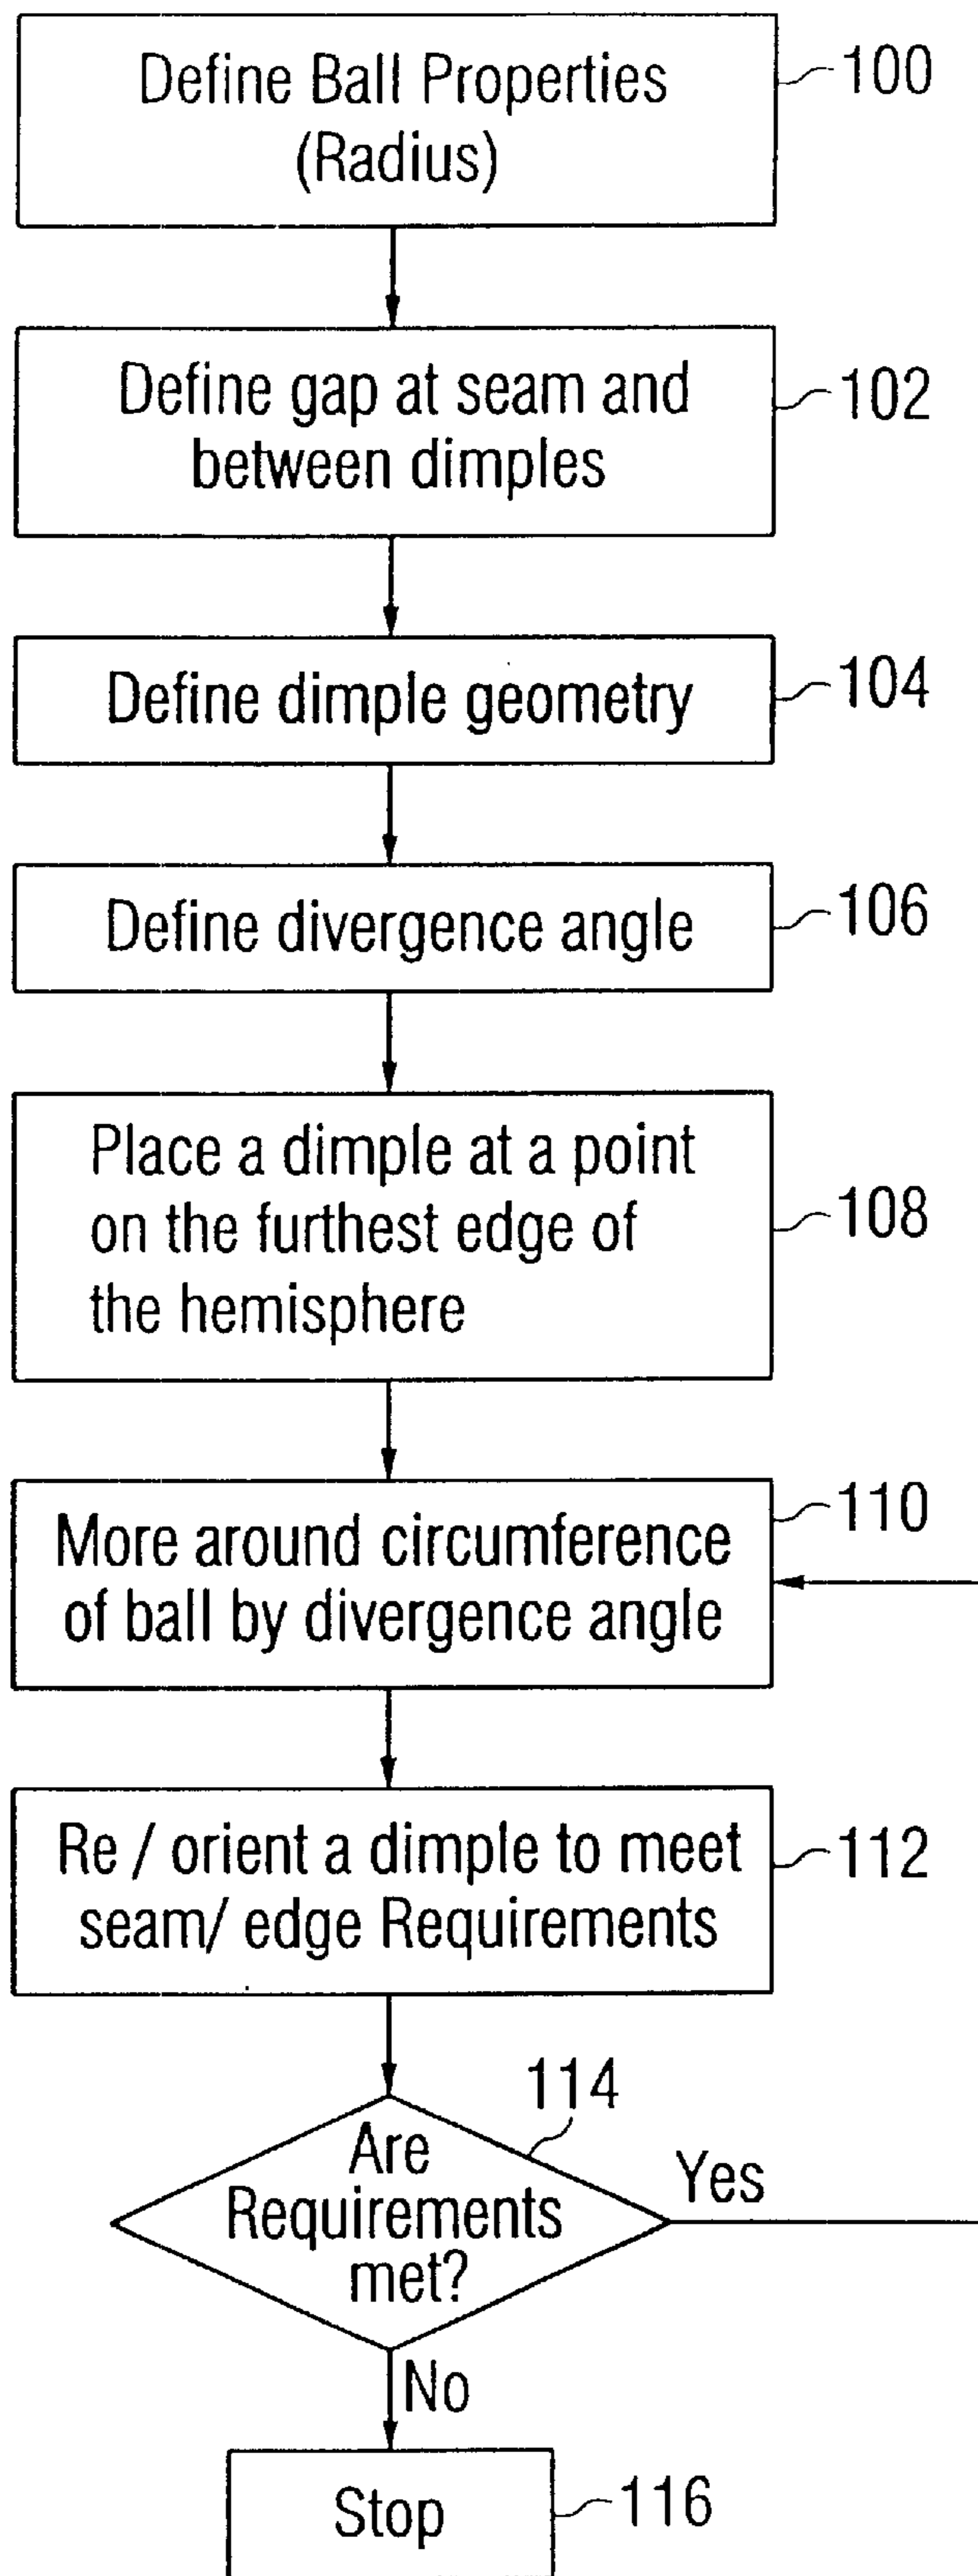 Define Ball Properties
(Radius)
100
Define gap at seam and
between dimples
102
Define dimple geometry
104
Define divergence angle
106
Place a dimple at a point
on the furthest edge of
the hemisphere
108
More around circumference
of ball by divergence angle
110
Re / orient a dimple to meet
seam/ edge Requirements
112
114
Are
Requirements
met?
Yes
No
Stop
116